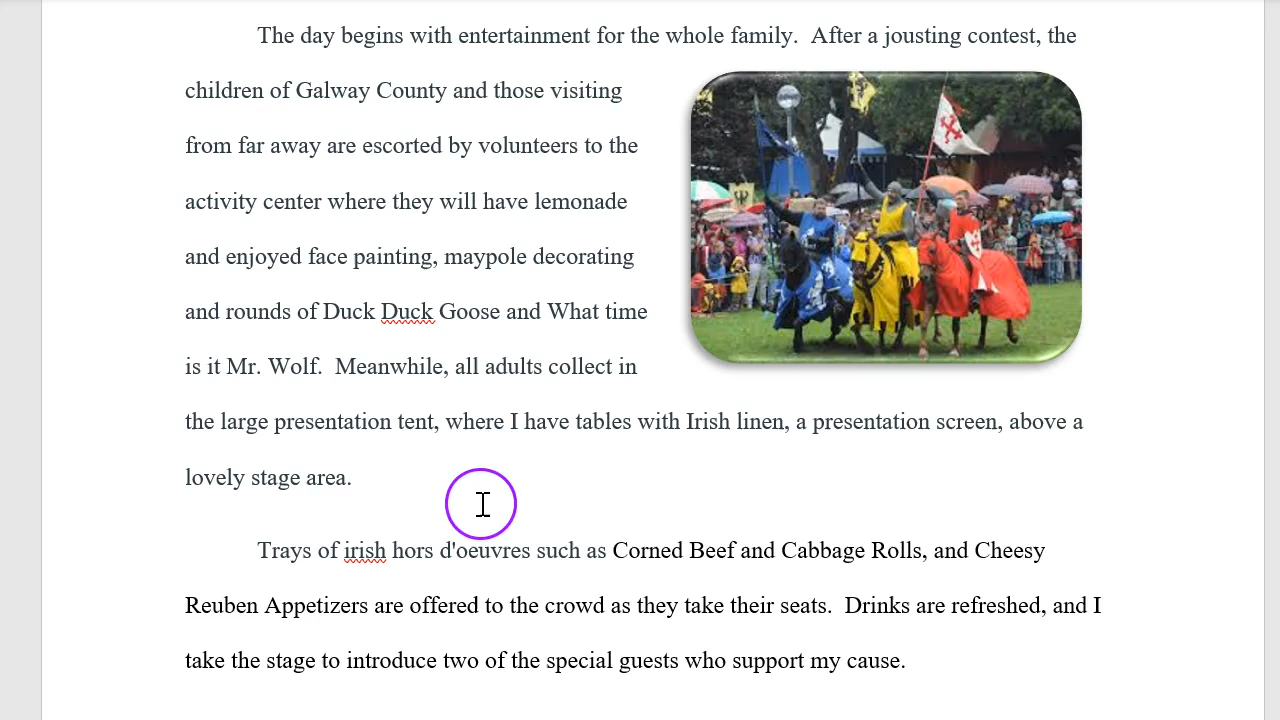 The day begins with entertainment for the whole family.  After a jousting contest, the
children of Galway County and those visiting
from far away are escorted by volunteers to the
activity center where they will have lemonade
and enjoyed face painting, maypole decorating
and rounds of Duck Duck Goose and What time
is it Mr. Wolf.  Meanwhile, all adults collect in
the large presentation tent, where I have tables with Irish linen, a presentation screen, above a
lovely stage area.
Trays of irish hors d'oeuvres such as Corned Beef and Cabbage Rolls, and Cheesy
Reuben Appetizers are offered to the crowd as they take their seats.  Drinks are refreshed, and I
take the stage to introduce two of the special guests who support my cause.